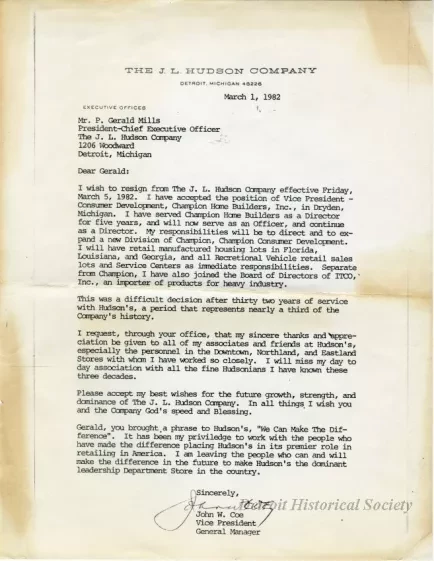 THE J. L. HUDSON COMPANY
DETROIT, MICHIGAN 48226
March 1, 1982
EXECUTIVE OFFICES
Mr. P. Gerald Mills
President-Chief Executive Officer
The J. L. Hudson Company
1206 Woodward
Detroit, Michigan
Dear Gerald:
I wish to resign from The J. L. Hudson Company effective Friday,
March 5, 1982. I have accepted the position of Vice President -
Consumer Development, Champion Home Builders, Inc., in Dryden,
Michigan. I have served Champion Home Builders as a Director
for five years, and will now serve as an Officer, and continue
as a Director. My responsibilities will be to direct and to ex-
pand a new Division of Champion, Champion Consumer Development.
I will have retail manufactured housing lots in Florida,
Louisiana, and Georgia, and all Recretional Vehicle retail sales
lots and Service Centers as immediate responsibilities. Separate
from Champion, I have also joined the Board of Directors of ITCO,
Inc., an importer of products for heavy industry.
This was a difficult decision after thirty two years of service
with Hudson's, a period that represents nearly a third of the
Company's history.
I request, through your office, that my sincere thanks and appre-
ciation be given to all of my associates and friends at Hudson's,
especially the personnel in the Downtown, Northland, and Eastland
Stores with whom I have worked so closely. I will miss my day to
day association with all the fine Hudsonians I have known these
three decades.
Please accept my best wishes for the future growth, strength, and
dominance of The J. L. Hudson Company. In all things I wish you
and the Company God's speed and Blessing.
Gerald, you brought a phrase to Hudson's, "We Can Make The Dif-
ference". It has been my priviledge to work with the people who
have made the difference placing Hudson's in its premier role in
retailing in America. I am leaving the people who can and will
make the difference in the future to make Hudson's the dominant
leadership Department Store in the country.
Sincerely,
Detroit Historical Society
John W. Coe
Vice President
General Manager